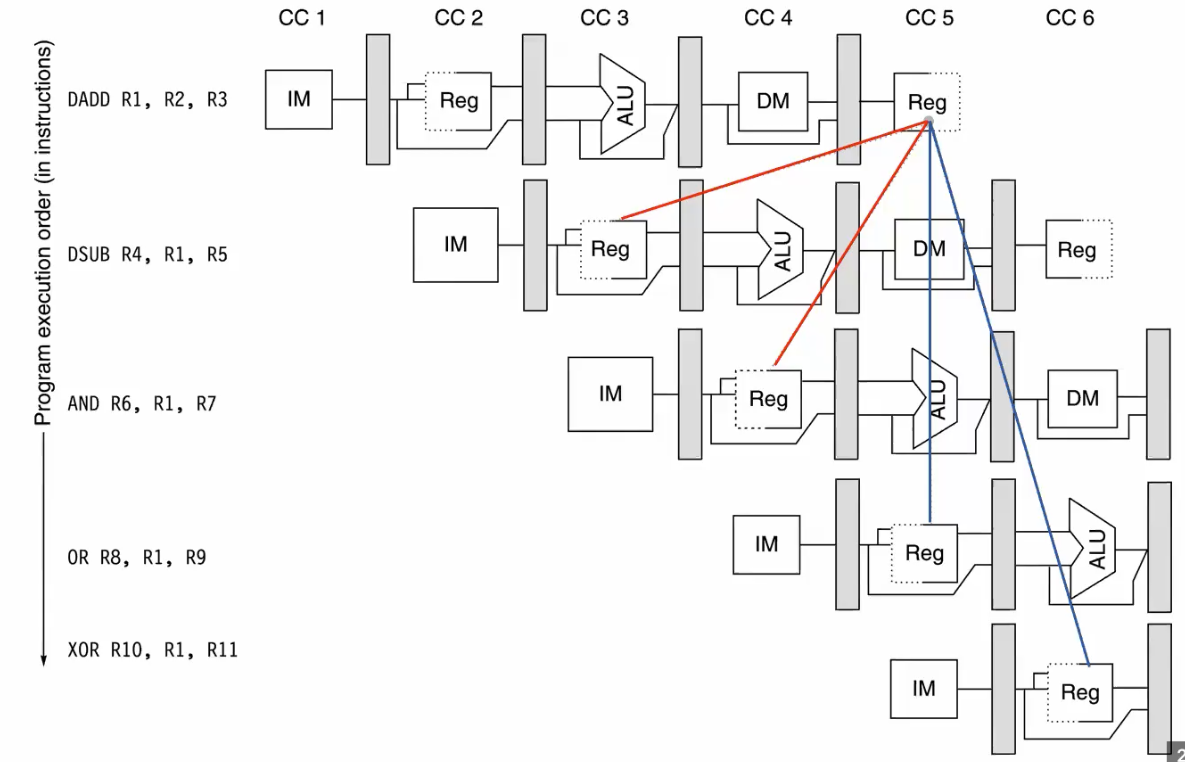 CC 1 CC 2 CC 3 CC 4 CC 5 CC 6
Program execution order (in instructions)
DADD R1, R2, R3
IM Reg ALU DM Reg
DSUB R4, R1, R5
IM Reg ALU DM Reg
AND R6, R1, R7
IM Reg ALU DM
OR R8, R1, R9
IM Reg ALU
XOR R10, R1, R11
IM Reg
2